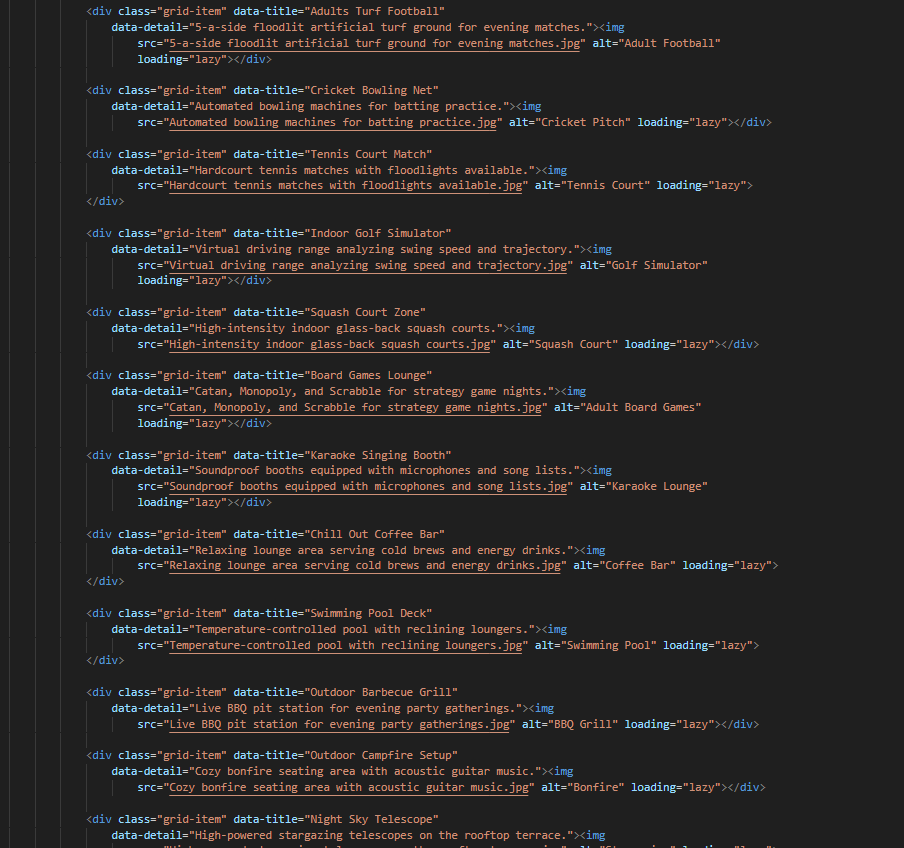 <div class="grid-item" data-title="Adults Turf Football"
data-detail="5-a-side floodlit artificial turf ground for evening matches."><img
src="5-a-side floodlit artificial turf ground for evening matches.jpg" alt="Adult Football"
loading="lazy"></div>
<div class="grid-item" data-title="Cricket Bowling Net"
data-detail="Automated bowling machines for batting practice."><img
src="Automated bowling machines for batting practice.jpg" alt="Cricket Pitch" loading="lazy"></div>
<div class="grid-item" data-title="Tennis Court Match"
data-detail="Hardcourt tennis matches with floodlights available."><img
src="Hardcourt tennis matches with floodlights available.jpg" alt="Tennis Court" loading="lazy">
</div>
<div class="grid-item" data-title="Indoor Golf Simulator"
data-detail="Virtual driving range analyzing swing speed and trajectory."><img
src="Virtual driving range analyzing swing speed and trajectory.jpg" alt="Golf Simulator"
loading="lazy"></div>
<div class="grid-item" data-title="Squash Court Zone"
data-detail="High-intensity indoor glass-back squash courts."><img
src="High-intensity indoor glass-back squash courts.jpg" alt="Squash Court" loading="lazy"></div>
<div class="grid-item" data-title="Board Games Lounge"
data-detail="Catan, Monopoly, and Scrabble for strategy game nights."><img
src="Catan, Monopoly, and Scrabble for strategy game nights.jpg" alt="Adult Board Games"
loading="lazy"></div>
<div class="grid-item" data-title="Karaoke Singing Booth"
data-detail="Soundproof booths equipped with microphones and song lists."><img
src="Soundproof booths equipped with microphones and song lists.jpg" alt="Karaoke Lounge"
loading="lazy"></div>
<div class="grid-item" data-title="Chill Out Coffee Bar"
data-detail="Relaxing lounge area serving cold brews and energy drinks."><img
src="Relaxing lounge area serving cold brews and energy drinks.jpg" alt="Coffee Bar" loading="lazy">
</div>
<div class="grid-item" data-title="Swimming Pool Deck"
data-detail="Temperature-controlled pool with reclining loungers."><img
src="Temperature-controlled pool with reclining loungers.jpg" alt="Swimming Pool" loading="lazy">
</div>
<div class="grid-item" data-title="Outdoor Barbecue Grill"
data-detail="Live BBQ pit station for evening party gatherings."><img
src="Live BBQ pit station for evening party gatherings.jpg" alt="BBQ Grill" loading="lazy"></div>
<div class="grid-item" data-title="Outdoor Campfire Setup"
data-detail="Cozy bonfire seating area with acoustic guitar music."><img
src="Cozy bonfire seating area with acoustic guitar music.jpg" alt="Bonfire" loading="lazy"></div>
<div class="grid-item" data-title="Night Sky Telescope"
data-detail="High-powered stargazing telescopes on the rooftop terrace."><img